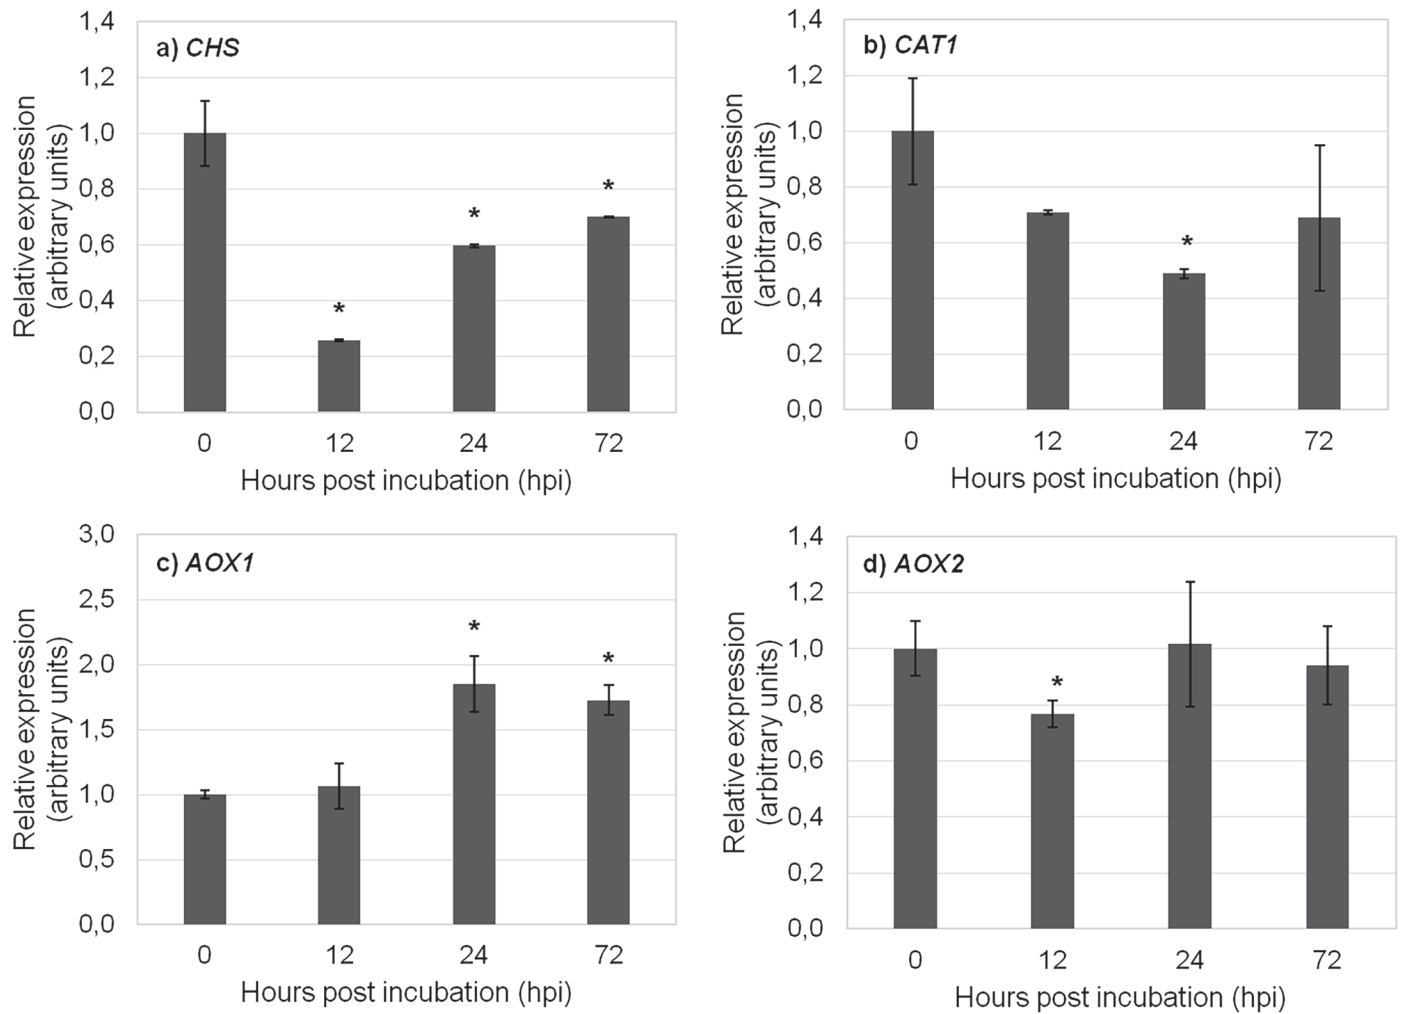 a) CHS
Relative expression
(arbitrary units)
1,4
1,2
1,0
0,8
0,6
0,4
0,2
0,0
*
*
*
0 12 24 72
Hours post incubation (hpi)
b) CAT1
Relative expression
(arbitrary units)
1,4
1,2
1,0
0,8
0,6
0,4
0,2
0,0
*
0 12 24 72
Hours post incubation (hpi)
c) AOX1
Relative expression
(arbitrary units)
3,0
2,5
2,0
1,5
1,0
0,5
0,0
*
*
0 12 24 72
Hours post incubation (hpi)
d) AOX2
Relative expression
(arbitrary units)
1,4
1,2
1,0
0,8
0,6
0,4
0,2
0,0
*
0 12 24 72
Hours post incubation (hpi)